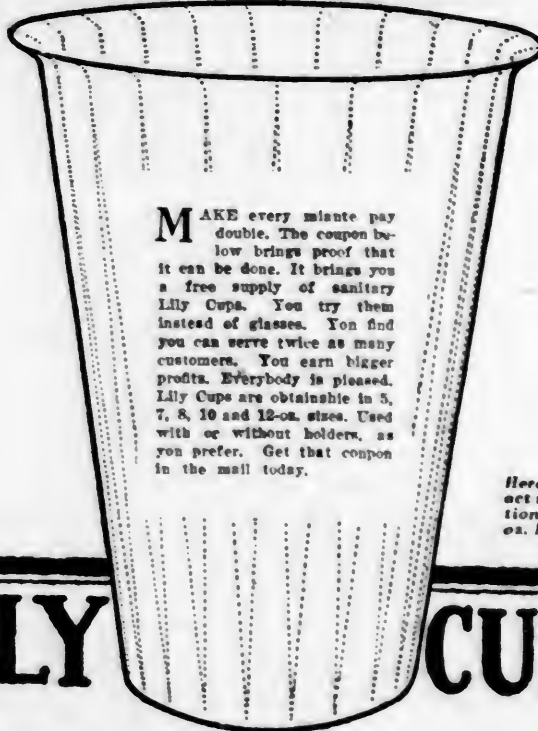 MAKE every minute pay
double. The coupon be-
low brings proof that
it can be done. It brings you
a free supply of sanitary
Lily Cups. You try them
instead of glasses. You find
you can serve twice as many
customers. You earn bigger
profits. Everybody is pleased.
Lily Cups are obtainable in 5,
7, 8, 10 and 12-oz. sizes. Used
with or without holders, as
you prefer. Get that coupon
in the mail today.
Here
act
tion
oz.
LY CU